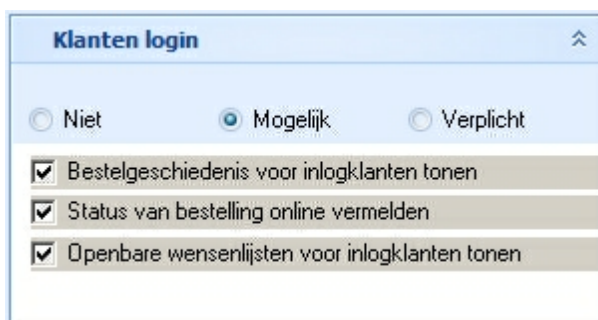 Klanten login
Niet Mogelijk Verplicht
Bestelgeschiedenis voor inlogklanten tonen
Status van bestelling online vermelden
Openbare wensenlijsten voor inlogklanten tonen